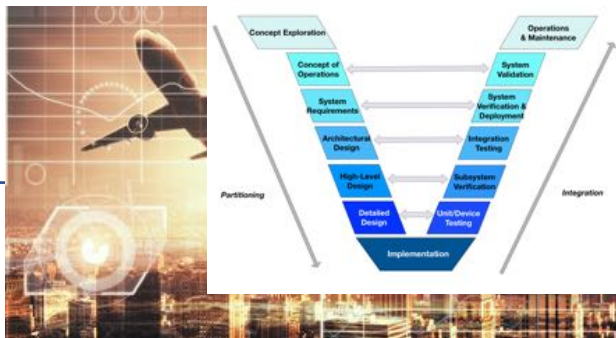 Concept Exploration
Operations
& Maintenance
Concept of
Operations
System
Validation
System
Requirements
System
Verification &
Deployment
Architectural
Design
Integration
Testing
High-Level
Design
Subsystem
Verification
Partitioning
Integration
Detailed
Design
Unit/Device
Testing
Implementation